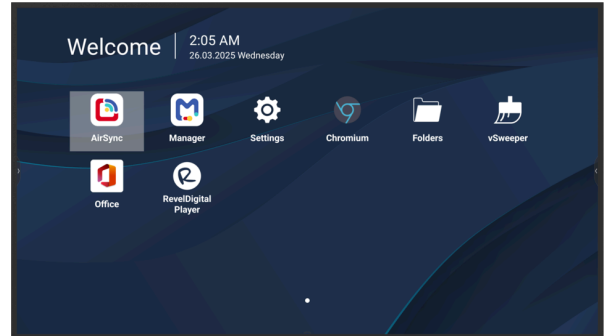 Welcome
2:05 AM
26.03.2025 Wednesday
AirSync
Manager
Settings
Chromium
Folders
vSweeper
Office
RevelDigital
Player